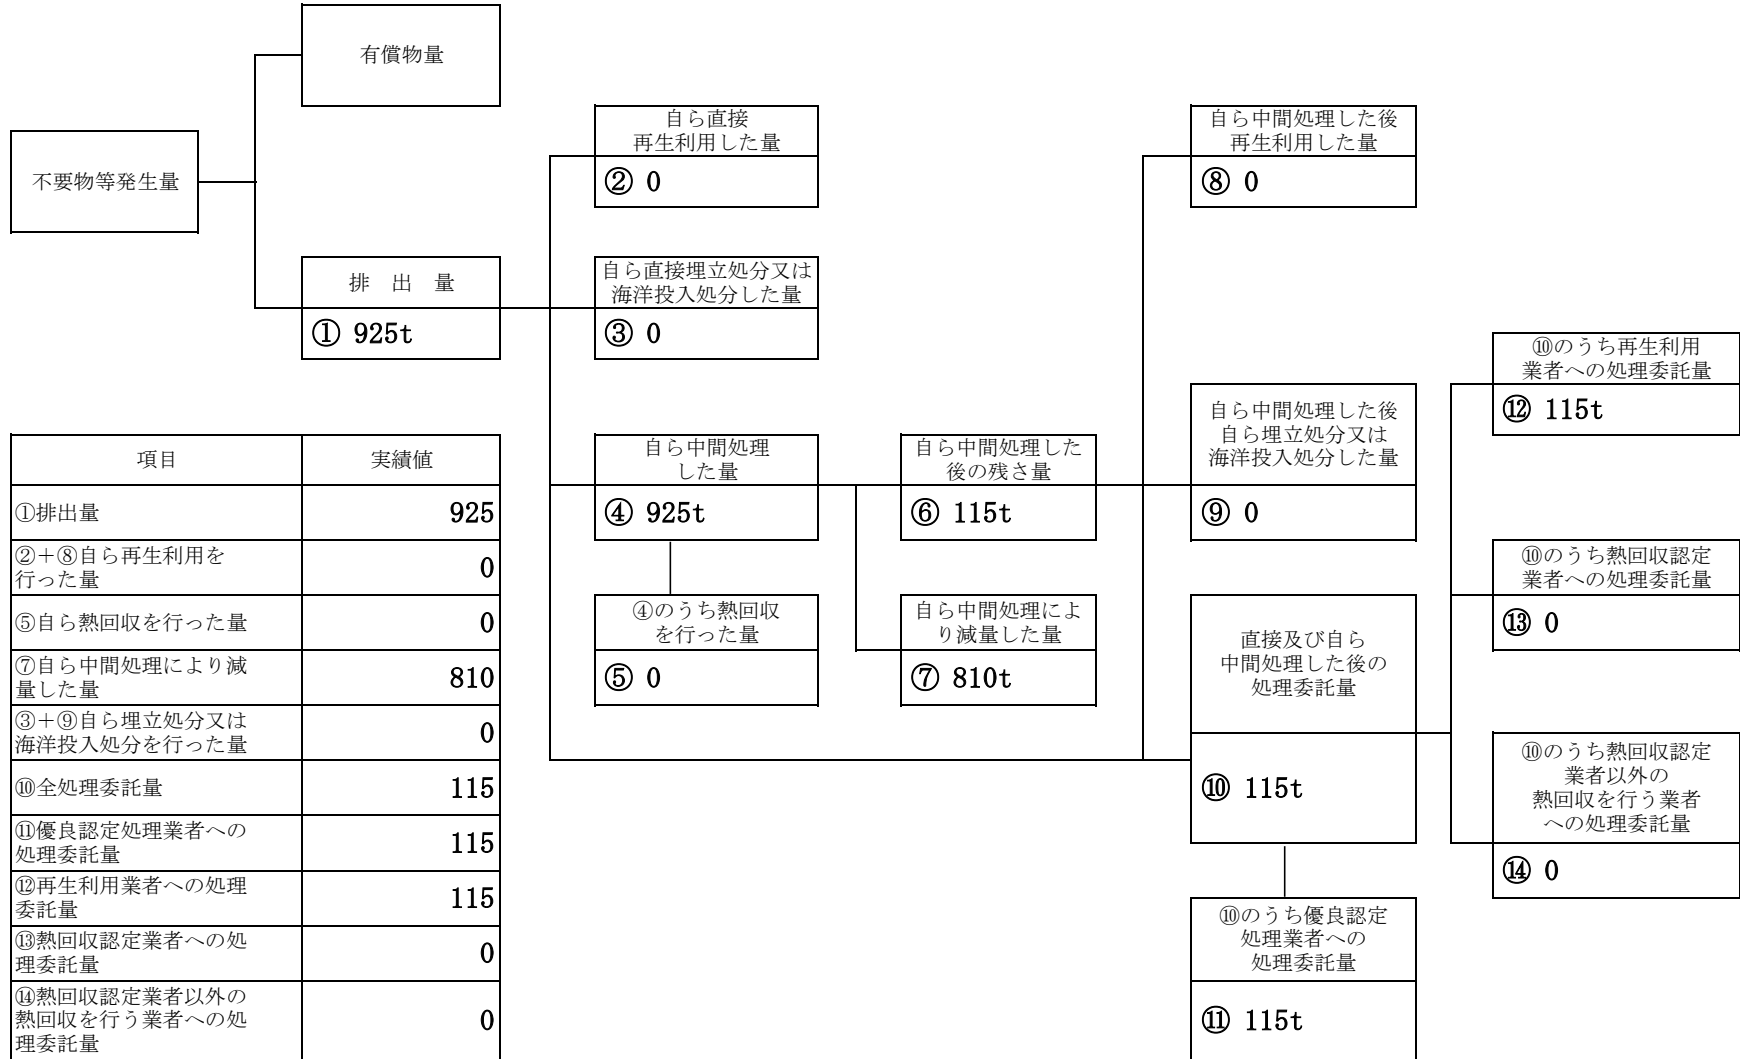 有償物量
不要物等発生量
排　出　量
① 925t
自ら直接
再生利用した量
② 0
自ら直接埋立処分又は
海洋投入処分した量
③ 0
自ら中間処理
した量
④ 925t
④のうち熱回収
を行った量
⑤ 0
自ら中間処理した
後の残さ量
⑥ 115t
自ら中間処理によ
り減量した量
⑦ 810t
自ら中間処理した後
再生利用した量
⑧ 0
自ら中間処理した後
自ら埋立処分又は
海洋投入処分した量
⑨ 0
直接及び自ら
中間処理した後の
処理委託量
⑩ 115t
⑩のうち優良認定
処理業者への
処理委託量
⑪ 115t
⑩のうち再生利用
業者への処理委託量
⑫ 115t
⑩のうち熱回収認定
業者への処理委託量
⑬ 0
⑩のうち熱回収認定
業者以外の
熱回収を行う業者
への処理委託量
⑭ 0
項目 実績値
①排出量 925
②＋⑧自ら再生利用を
行った量 0
⑤自ら熱回収を行った量 0
⑦自ら中間処理により減
量した量 810
③＋⑨自ら埋立処分又は
海洋投入処分を行った量 0
⑩全処理委託量 115
⑪優良認定処理業者への
処理委託量 115
⑫再生利用業者への処理
委託量 115
⑬熱回収認定業者への処
理委託量 0
⑭熱回収認定業者以外の
熱回収を行う業者への処
理委託量 0